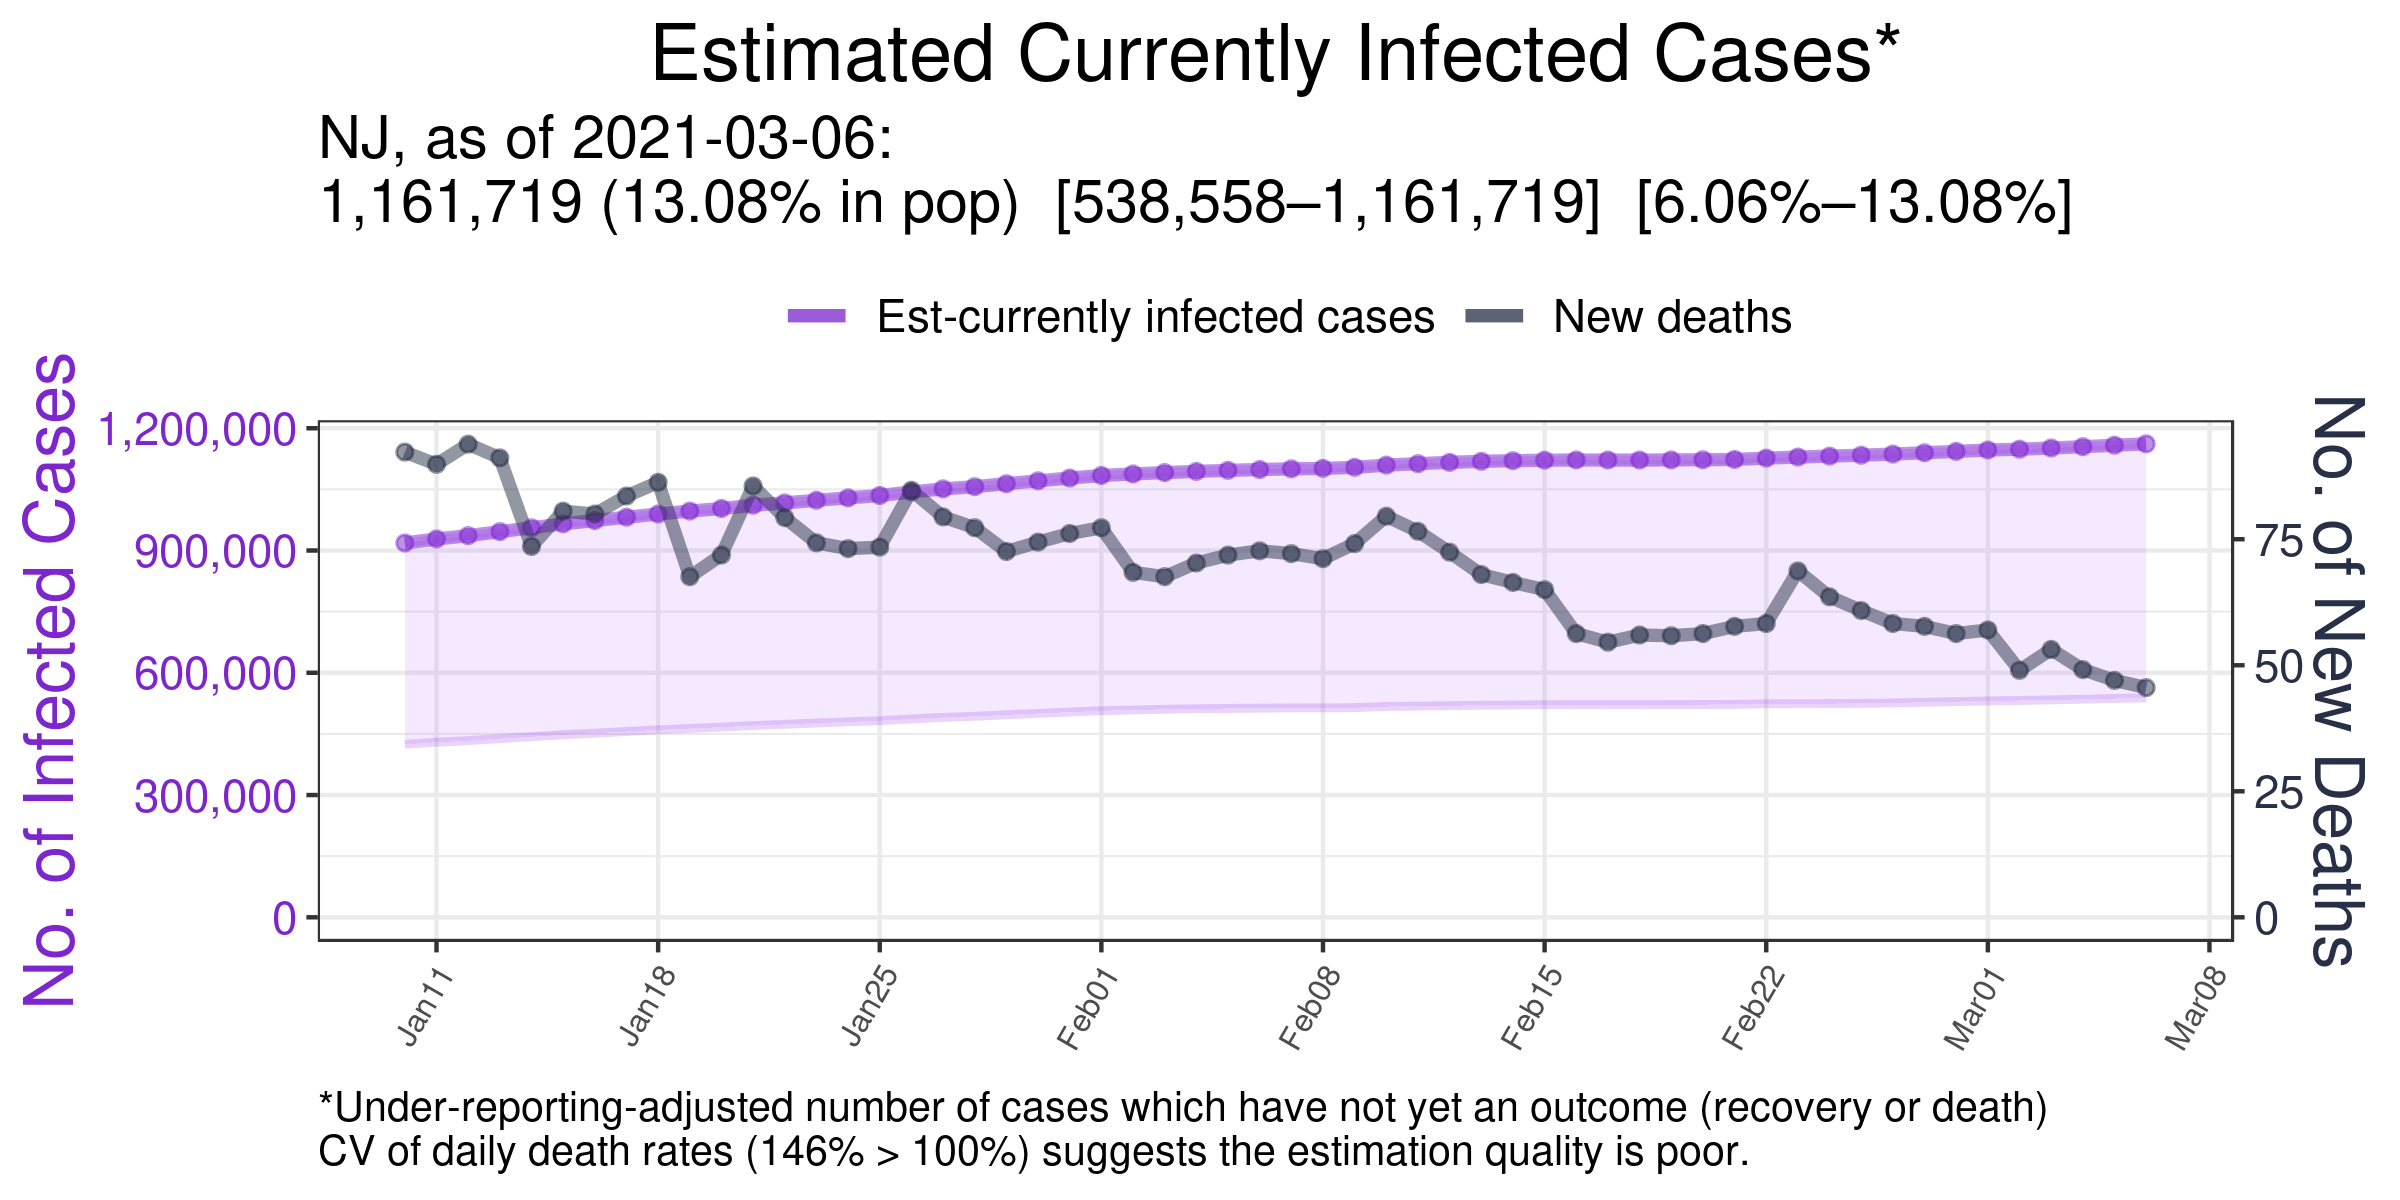 Estimated Currently Infected Cases*
NJ, as of 2021-03-06:
1,161,719 (13.08% in pop)  [538,558–1,161,719]  [6.06%–13.08%]
Est-currently infected cases
New deaths
No. of Infected Cases
1,200,000
900,000
600,000
300,000
0
75
50
25
0
No. of New Deaths
Jan11
Jan18
Jan25
Feb01
Feb08
Feb15
Feb22
Mar01
Mar08
*Under-reporting-adjusted number of cases which have not yet an outcome (recovery or death)
CV of daily death rates (146% > 100%) suggests the estimation quality is poor.